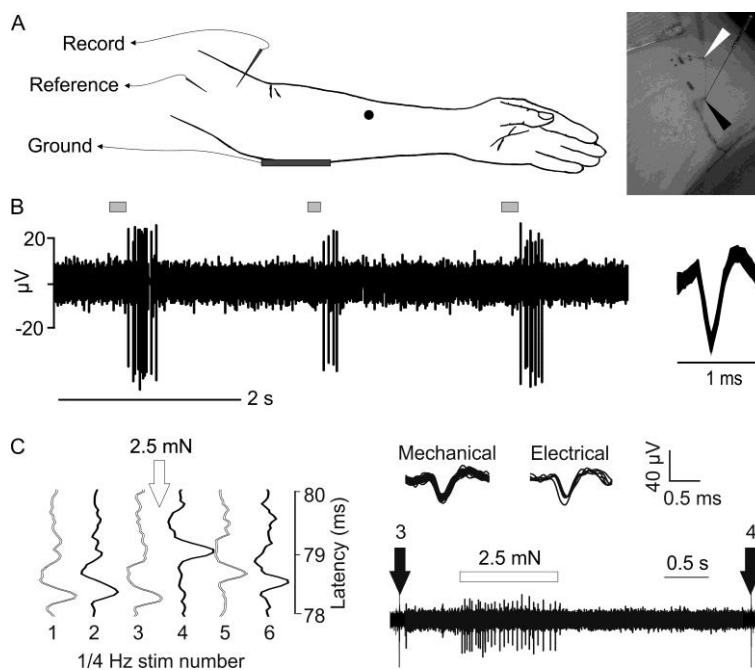 A
Record
Reference
Ground
B
20
μV
-20
2 s
1 ms
C
2.5 mN
80
79
78
Latency (ms)
1 2 3 4 5 6
1/4 Hz stim number
Mechanical Electrical
40 μV
0.5 ms
3
2.5 mN
0.5 s
4